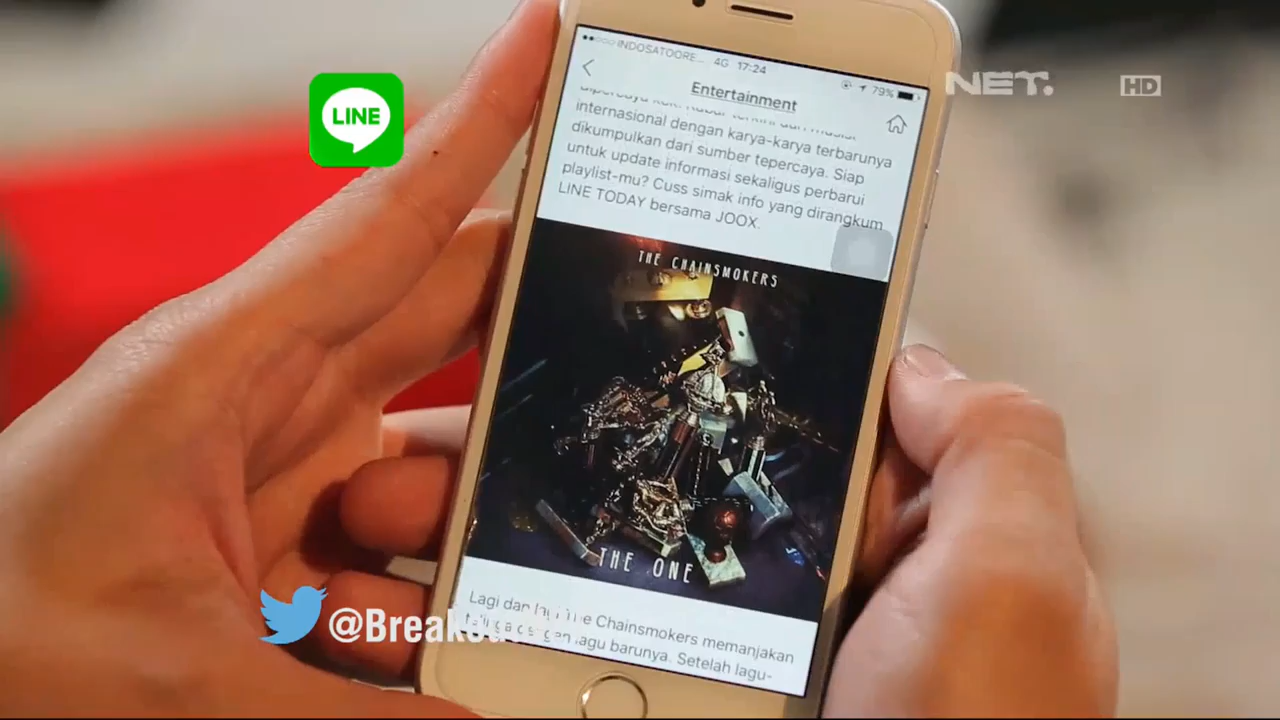 INDOSATOORE... 4G 17:24
79%
NET. HD
Entertainment
LINE
internasional dengan karya-karya terbarunya
dikumpulkan dari sumber tepercaya. Siap
untuk update informasi sekaligus perbarui
playlist-mu? Cuss simak info yang dirangkum
LINE TODAY bersama JOOX.
THE CHAINSMOKERS
THE ONE
Lagi dan lagi The Chainsmokers memanjakan
lagu barunya. Setelah lagu-